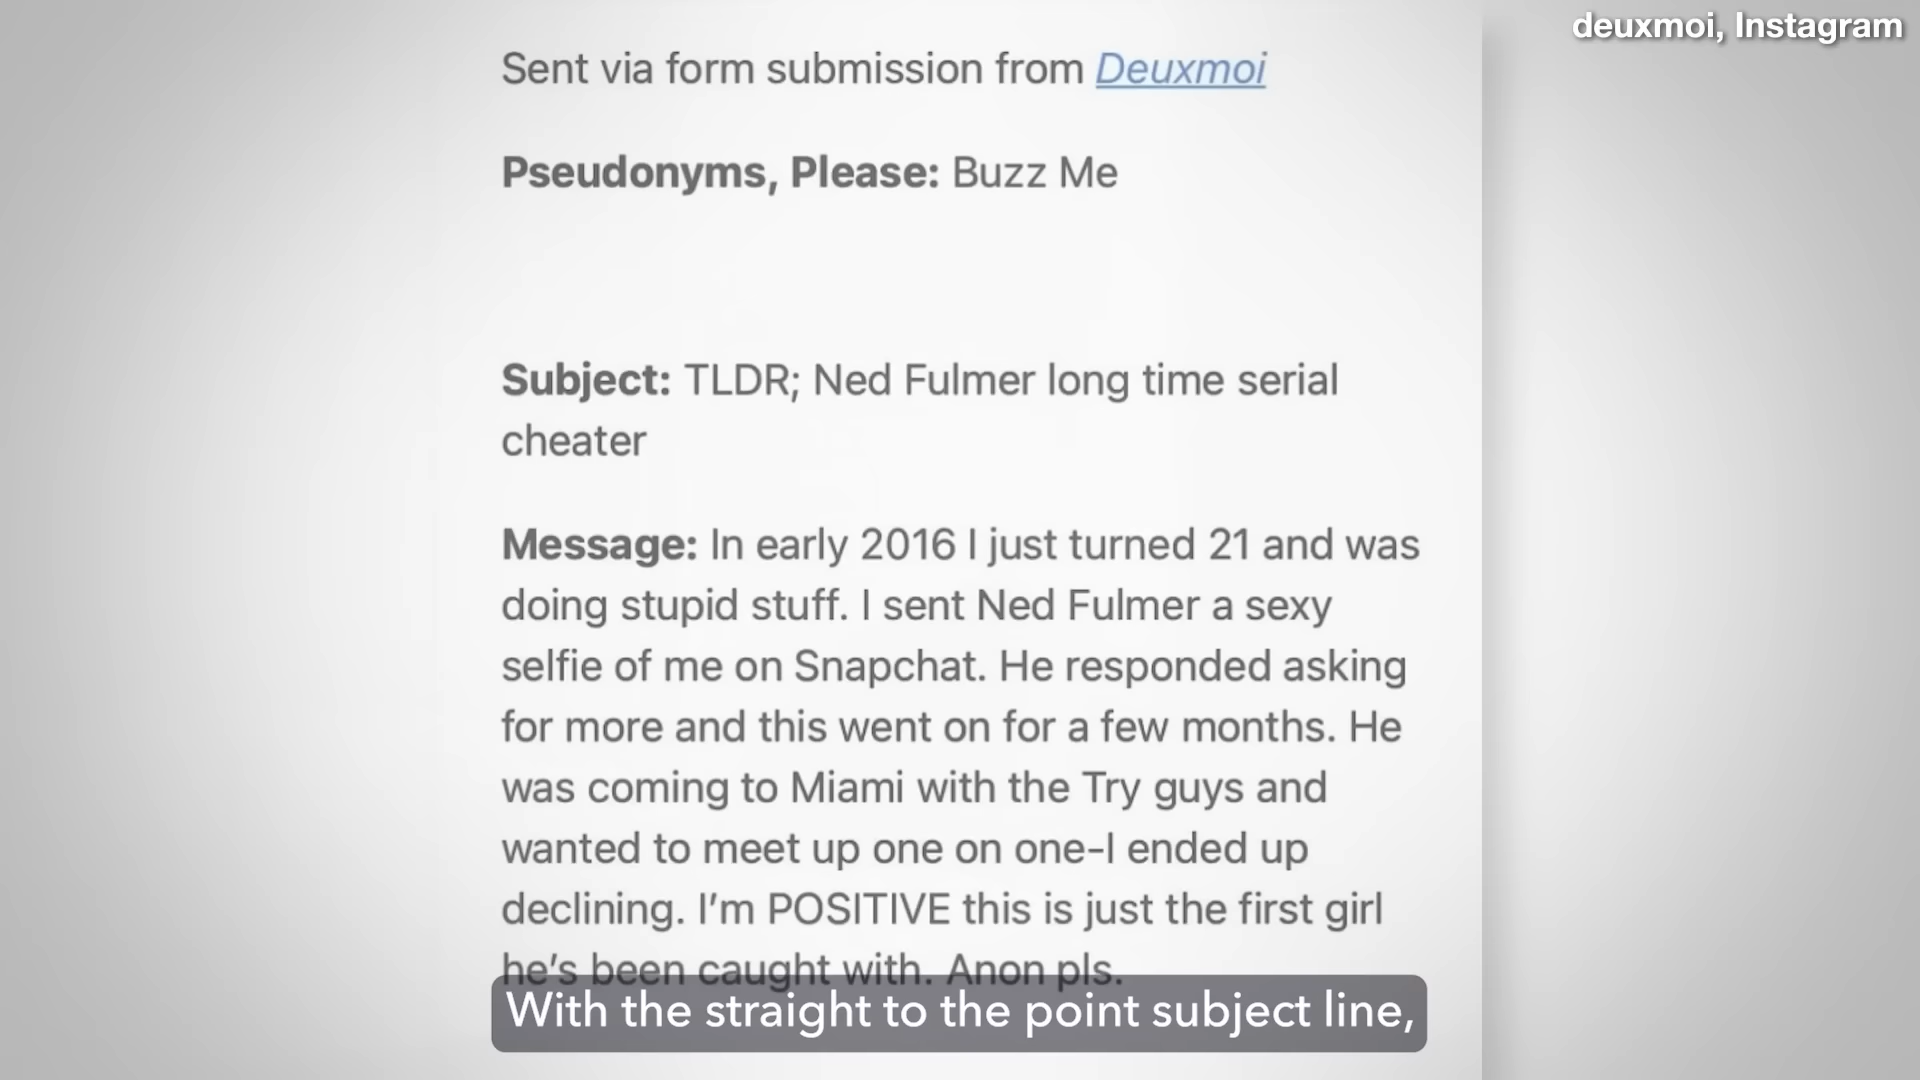 deuxmoi, Instagram
Sent via form submission from Deuxmoi
Pseudonyms, Please: Buzz Me
Subject: TLDR; Ned Fulmer long time serial
cheater
Message: In early 2016 I just turned 21 and was
doing stupid stuff. I sent Ned Fulmer a sexy
selfie of me on Snapchat. He responded asking
for more and this went on for a few months. He
was coming to Miami with the Try guys and
wanted to meet up one on one-I ended up
declining. I'm POSITIVE this is just the first girl
he's been caught with. Anon pls.
With the straight to the point subject line,